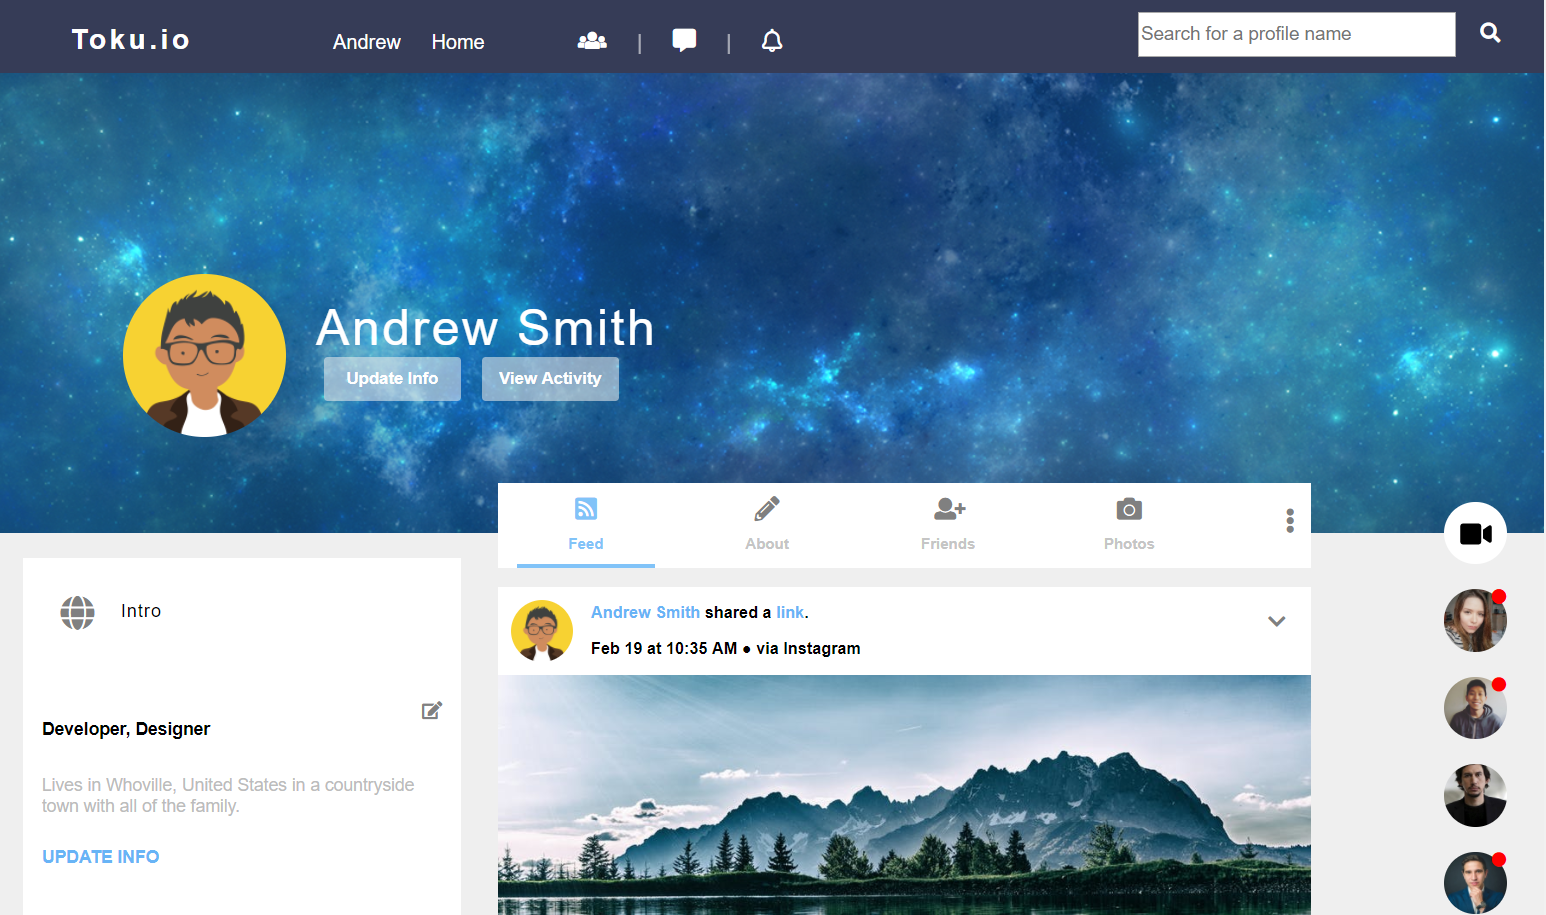 Toku.io
Andrew Home | |
Search for a profile name
Andrew Smith
Update Info View Activity
Feed About Friends Photos
Intro
Developer, Designer
Lives in Whoville, United States in a countryside
town with all of the family.
UPDATE INFO
Andrew Smith shared a link.
Feb 19 at 10:35 AM ● via Instagram